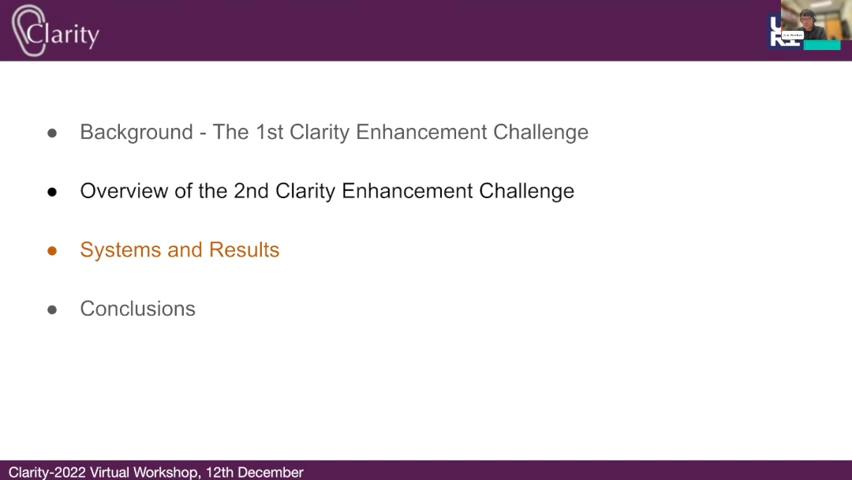 Clarity
● Background - The 1st Clarity Enhancement Challenge
● Overview of the 2nd Clarity Enhancement Challenge
● Systems and Results
● Conclusions
Clarity-2022 Virtual Workshop, 12th December